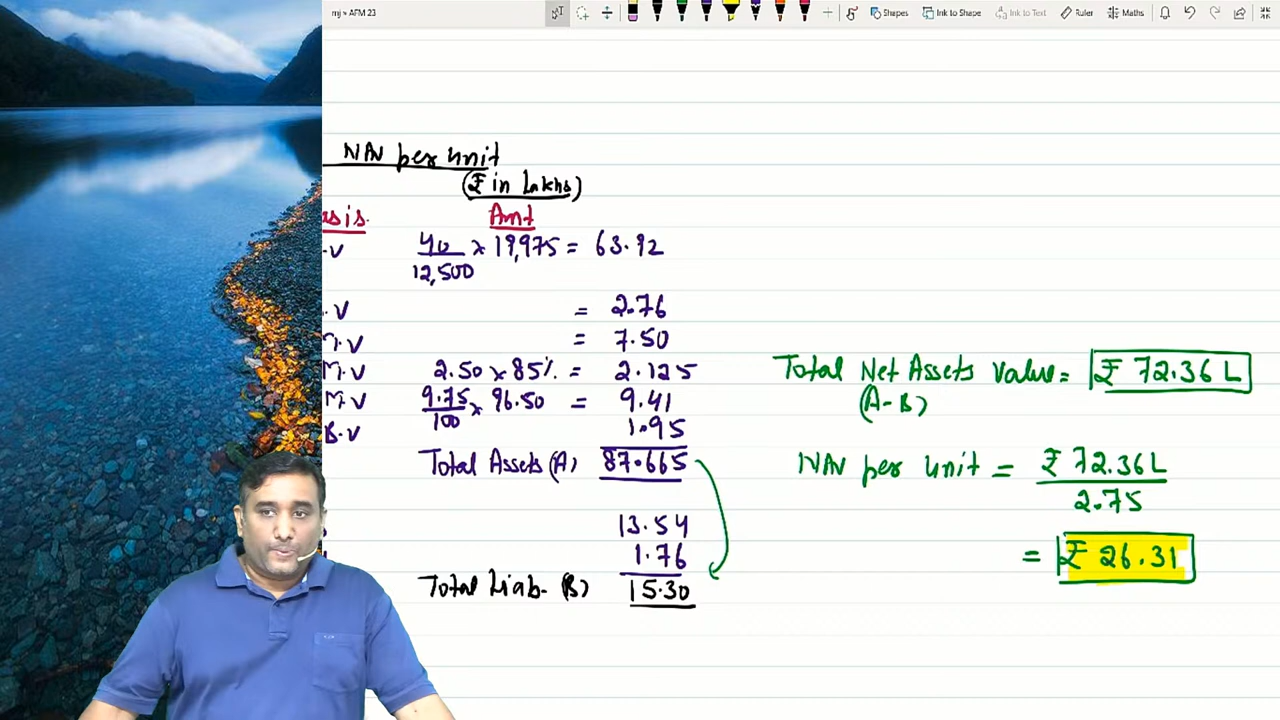 mj × AFM 23
Shapes
Ink to Shape
Ink to Text
Ruler
Maths
NAV per unit
(₹ in Lakhs)
asis.
Amt
.V
40/12,500 × 19,975 = 63.92
.V = 2.76
M.V = 7.50
M.V 2.50 × 85% = 2.125
M.V 9.75/100 × 96.50 = 9.41
B.V 1.95
Total Assets (A) 87.665
13.54
1.76
Total Liab. (B) 15.30
Total Net Assets Value = ₹ 72.36 L
(A-B)
NAV per unit = ₹ 72.36L
2.75
= ₹ 26.31